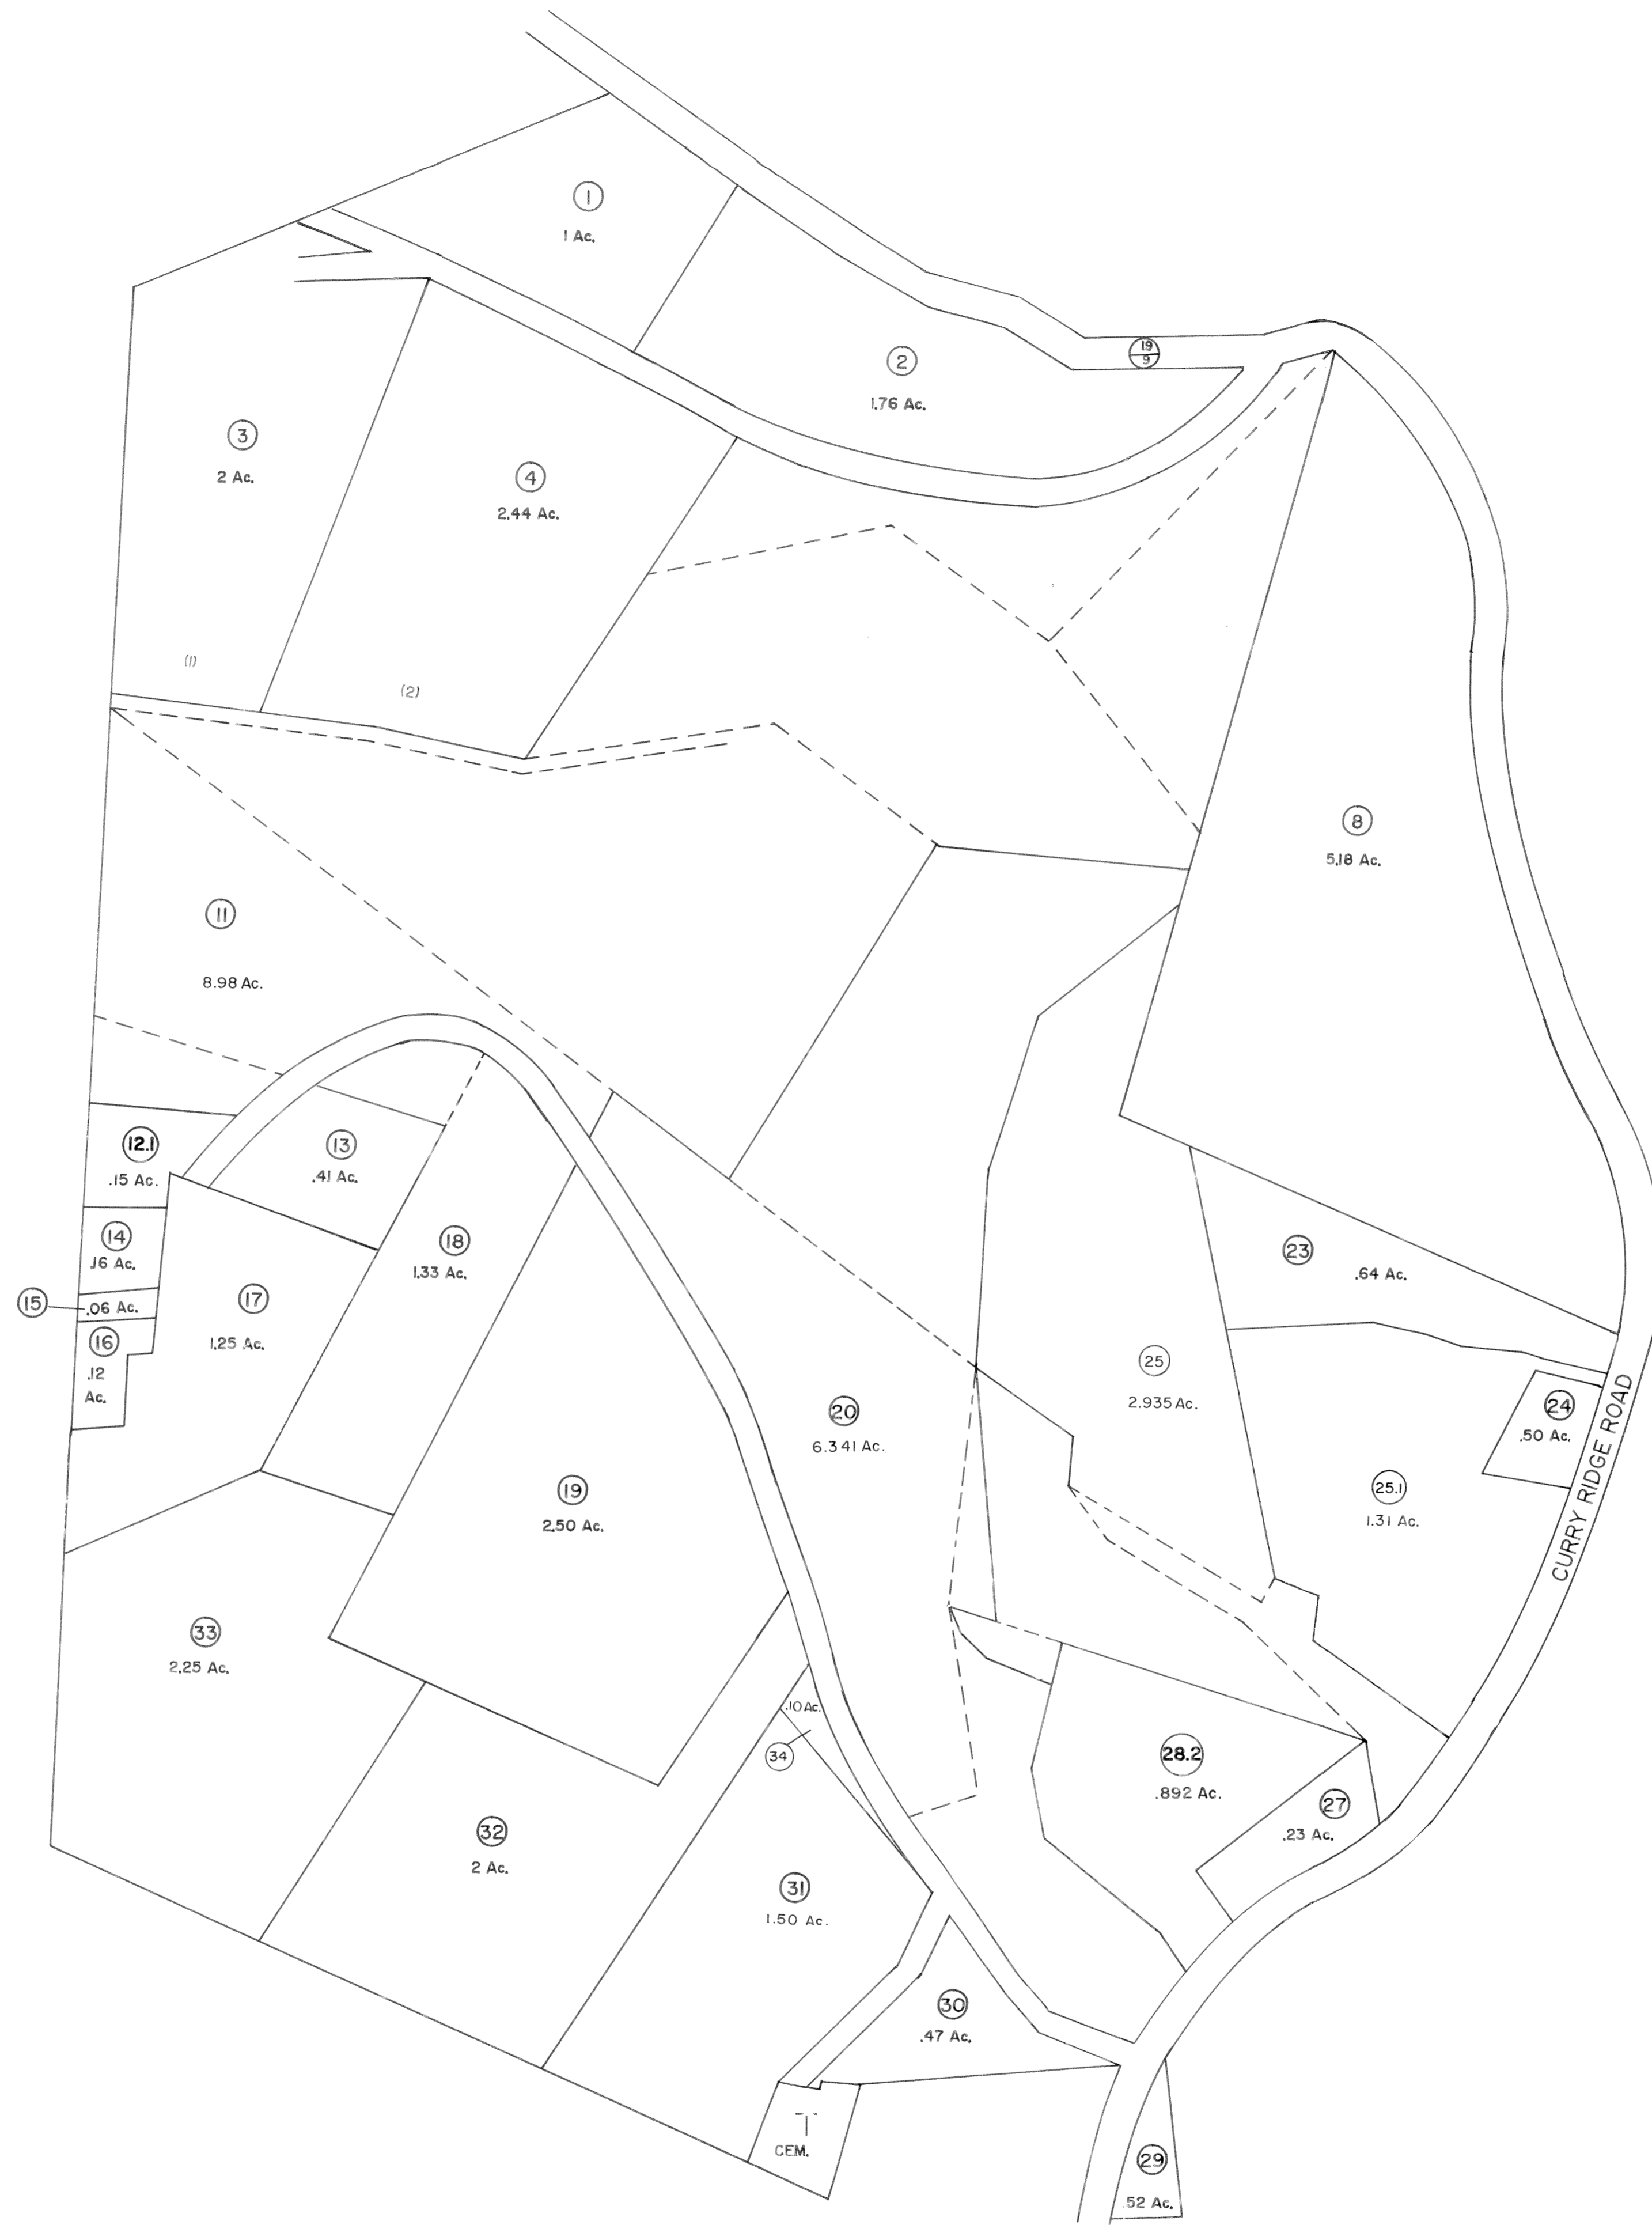 1
1 Ac.
19
9
2
1.76 Ac.
3
2 Ac.
4
2.44 Ac.
(1)
(2)
8
5.18 Ac.
11
8.98 Ac.
12.1
.15 Ac.
13
.41 Ac.
14
.16 Ac.
18
1.33 Ac.
23
.64 Ac.
15
.06 Ac.
17
1.25 Ac.
16
.12
Ac.
25
2.935 Ac.
20
6.341 Ac.
24
.50 Ac.
CURRY RIDGE ROAD
19
2.50 Ac.
25.1
1.31 Ac.
33
2.25 Ac.
.10 Ac.
34
28.2
.892 Ac.
27
.23 Ac.
32
2 Ac.
31
1.50 Ac.
30
.47 Ac.
CEM.
29
.52 Ac.